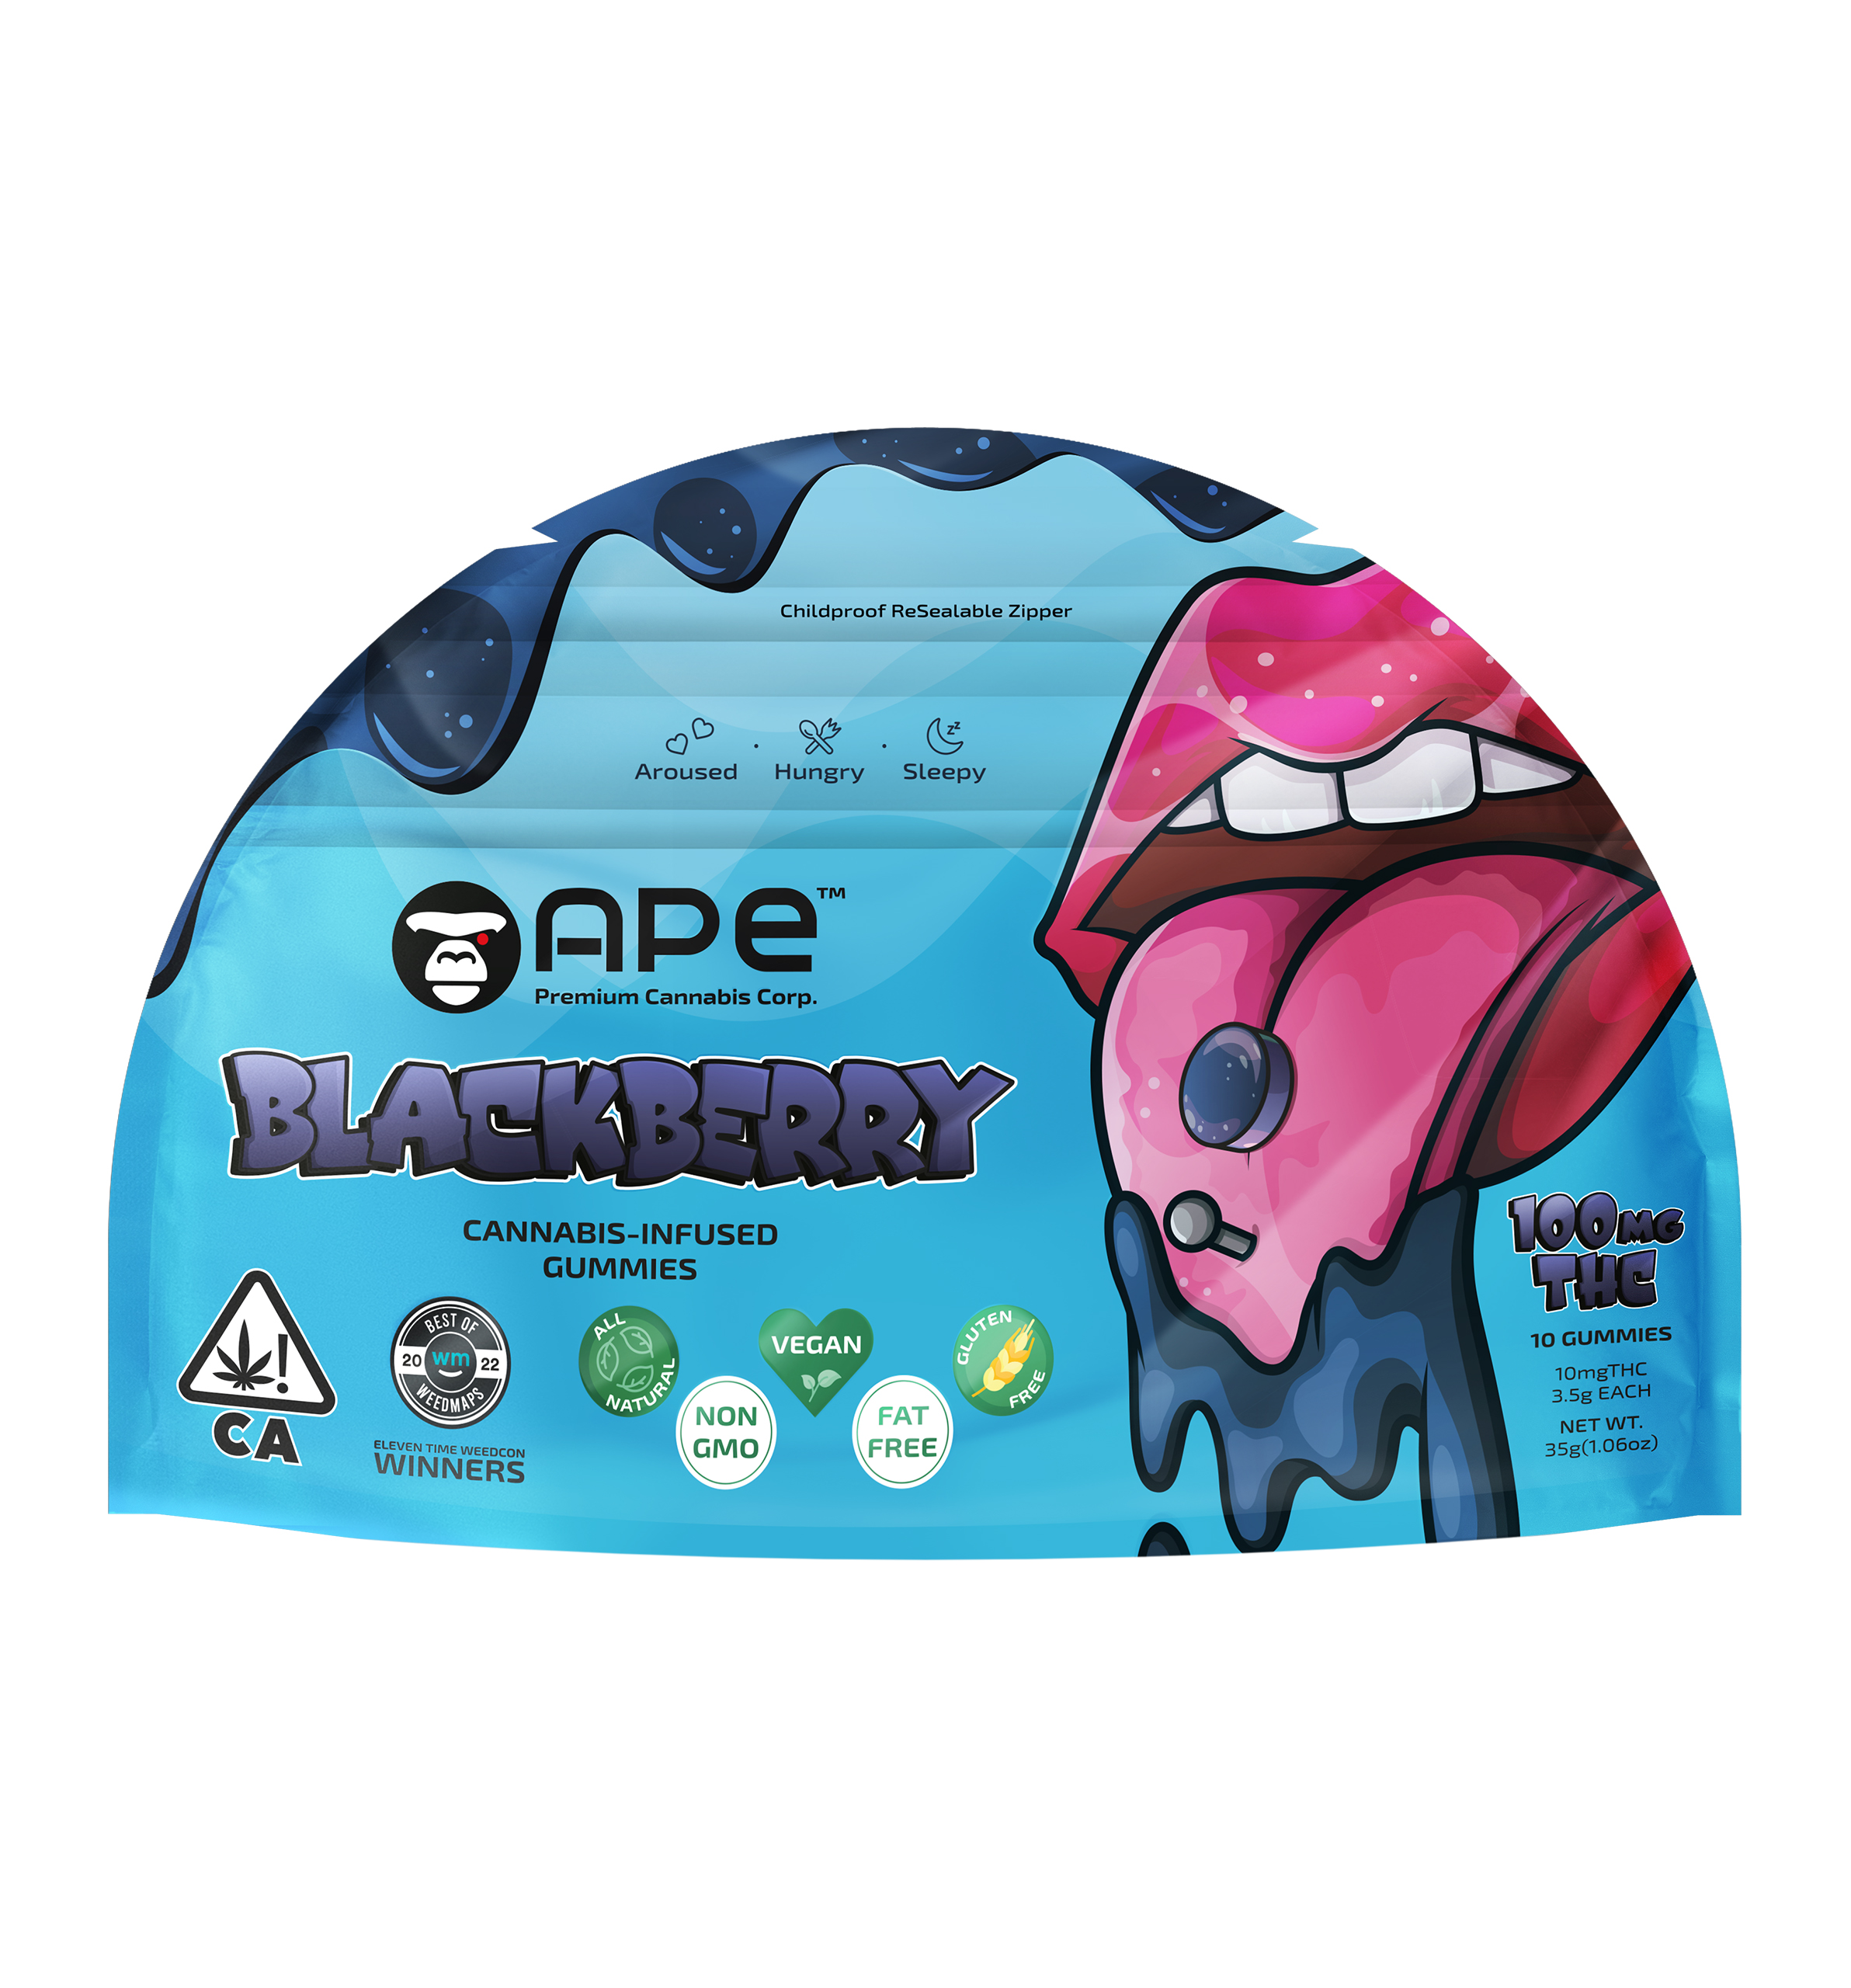 Childproof ReSealable Zipper
Aroused · Hungry · Sleepy
APE™
Premium Cannabis Corp.
BLACKBERRY
CANNABIS-INFUSED
GUMMIES
CA
BEST OF
20 wm 22
WEEDMAPS
ELEVEN TIME WEEDCON
WINNERS
ALL
NATURAL
NON
GMO
VEGAN
FAT
FREE
GLUTEN
FREE
100MG
THC
10 GUMMIES
10mgTHC
3.5g EACH
NET WT.
35g(1.06oz)